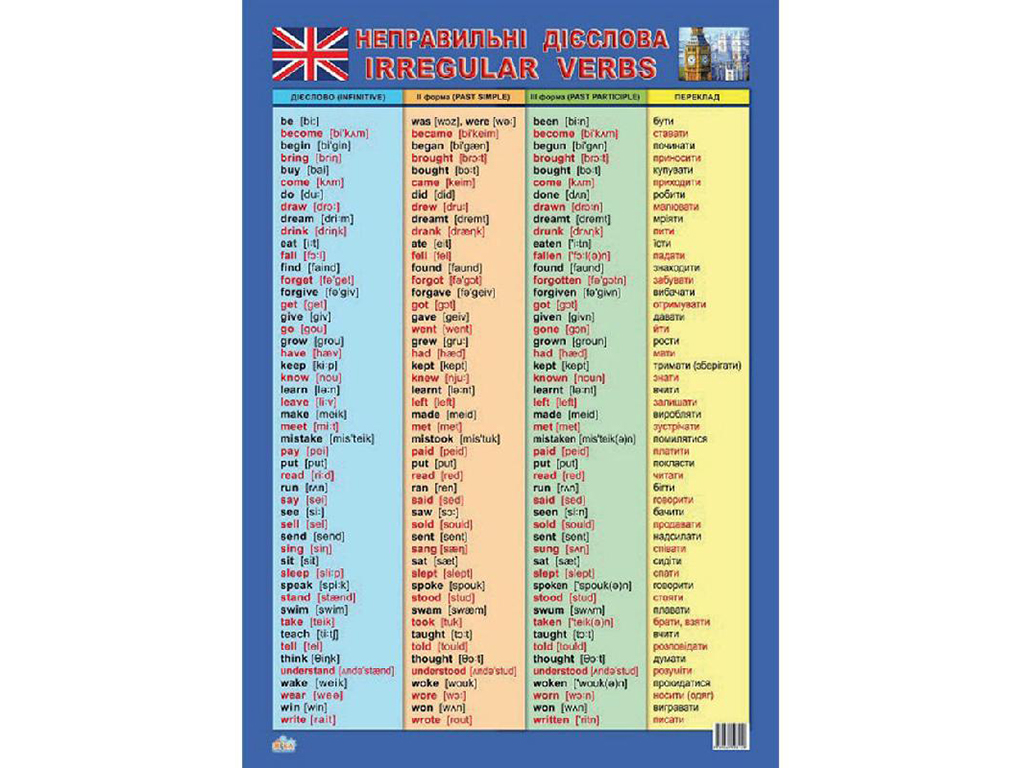 НЕПРАВИЛЬНІ ДІЄСЛОВА
IRREGULAR VERBS
ДІЄСЛОВО (INFINITIVE) II форма (PAST SIMPLE) III форма (PAST PARTICIPLE) ПЕРЕКЛАД
be [bi:] was [wɔz], were [wə:] been [bi:n] бути
become [bi'kʌm] became [bi'keim] become [bi'kʌm] ставати
begin [bi'gin] began [bi'gæn] begun [bi'gʌn] починати
bring [briŋ] brought [brɔ:t] brought [brɔ:t] приносити
buy [bai] bought [bɔ:t] bought [bɔ:t] купувати
come [kʌm] came [keim] come [kʌm] приходити
do [du:] did [did] done [dʌn] робити
draw [drɔ:] drew [dru:] drawn [drɔ:n] малювати
dream [dri:m] dreamt [dremt] dreamt [dremt] мріяти
drink [driŋk] drank [dræŋk] drunk [drʌŋk] пити
eat [i:t] ate [eit] eaten ['i:tn] їсти
fall [fɔ:l] fell [fel] fallen ['fɔ:l(ə)n] падати
find [faind] found [faund] found [faund] знаходити
forget [fə'get] forgot [fə'gɔt] forgotten [fə'gɔtn] забувати
forgive [fə'giv] forgave [fə'geiv] forgiven [fə'givn] вибачати
get [get] got [gɔt] got [gɔt] отримувати
give [giv] gave [geiv] given [givn] давати
go [gou] went [went] gone [gɔn] йти
grow [grou] grew [gru:] grown [groun] рости
have [hæv] had [hæd] had [hæd] мати
keep [ki:p] kept [kept] kept [kept] тримати (зберігати)
know [nou] knew [nju:] known [noun] знати
learn [lə:n] learnt [lə:nt] learnt [lə:nt] вчити
leave [li:v] left [left] left [left] залишати
make [meik] made [meid] made [meid] виробляти
meet [mi:t] met [met] met [met] зустрічати
mistake [mis'teik] mistook [mis'tuk] mistaken [mis'teik(ə)n] помилятися
pay [pei] paid [peid] paid [peid] платити
put [put] put [put] put [put] покласти
read [ri:d] read [red] read [red] читати
run [rʌn] ran [ren] run [rʌn] бігти
say [sei] said [sed] said [sed] говорити
see [si:] saw [sɔ:] seen [si:n] бачити
sell [sel] sold [sould] sold [sould] продавати
send [send] sent [sent] sent [sent] надсилати
sing [siŋ] sang [sæŋ] sung [sʌŋ] співати
sit [sit] sat [sæt] sat [sæt] сидіти
sleep [sli:p] slept [slept] slept [slept] спати
speak [spi:k] spoke [spouk] spoken ['spouk(ə)n] говорити
stand [stænd] stood [stud] stood [stud] стояти
swim [swim] swam [swæm] swum [swʌm] плавати
take [teik] took [tuk] taken ['teik(ə)n] брати, взяти
teach [ti:tʃ] taught [tɔ:t] taught [tɔ:t] вчити
tell [tel] told [tould] told [tould] розповідати
think [θiŋk] thought [θɔ:t] thought [θɔ:t] думати
understand [ʌndə'stænd] understood [ʌndə'stud] understood [ʌndə'stud] розуміти
wake [weik] woke [wouk] woken ['wouk(ə)n] прокидатися
wear [weə] wore [wɔ:] worn [wɔ:n] носити (одяг)
win [win] won [wʌn] won [wʌn] вигравати
write [rait] wrote [rout] written ['ritn] писати